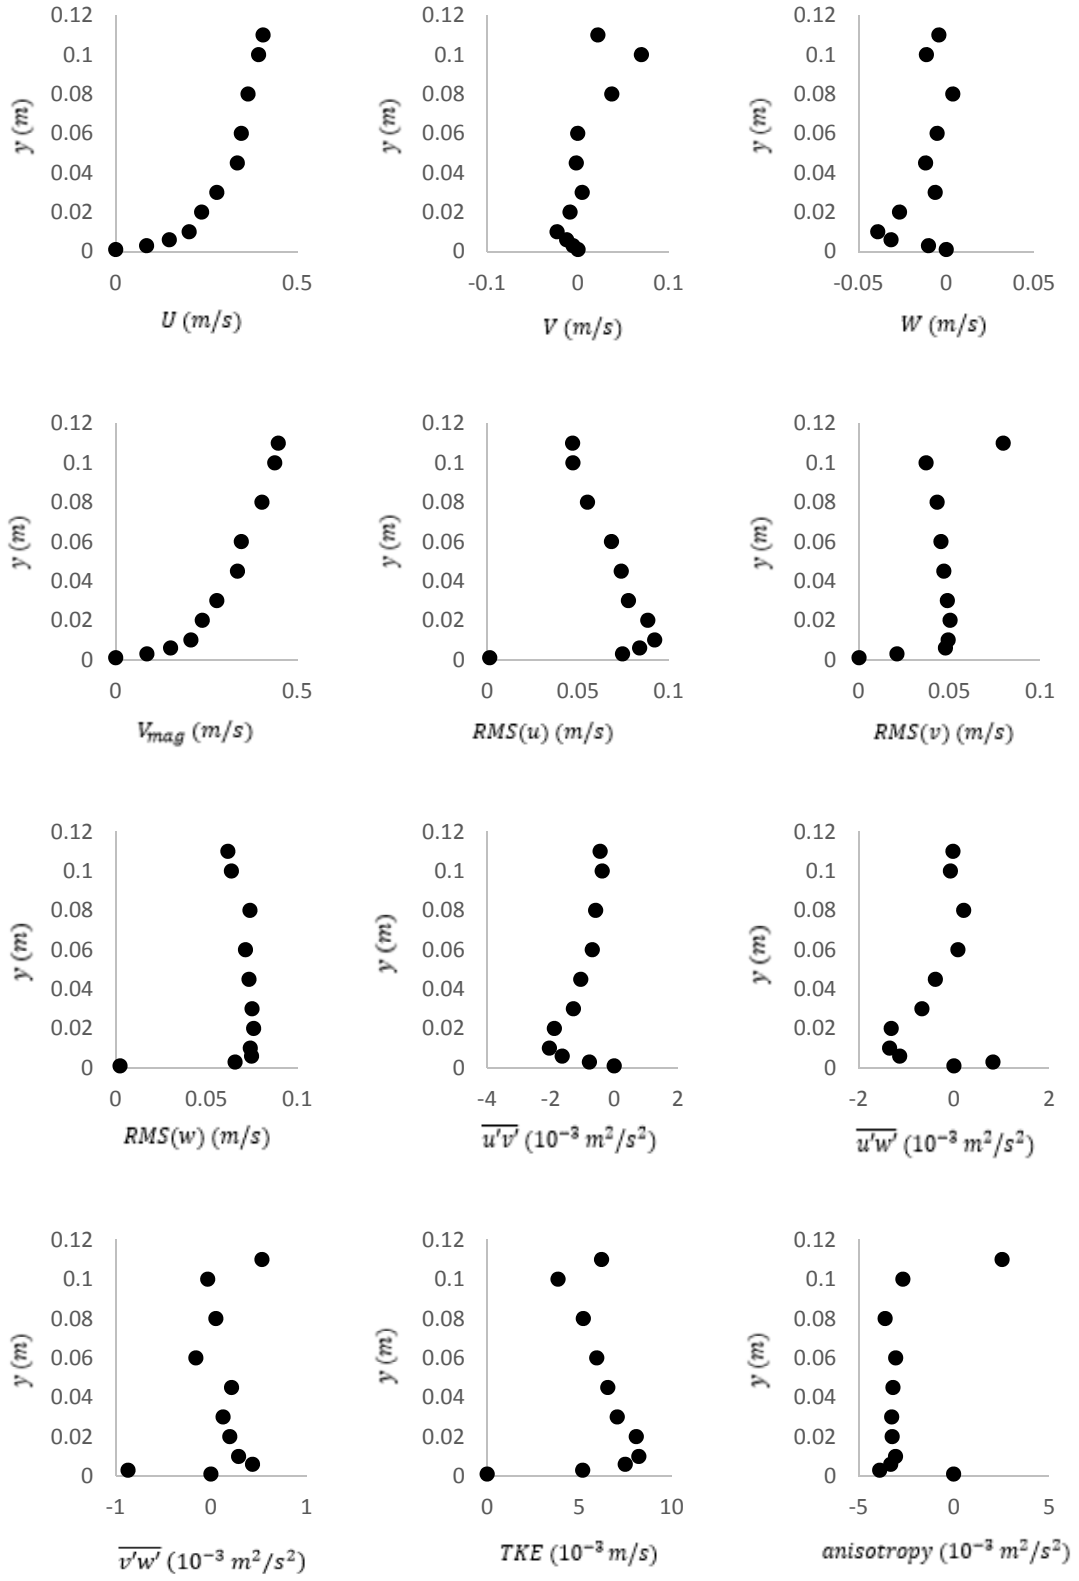 0.12 0.12 0.12
0.1 0.1 0.1
0.08 0.08 0.08
y (m) y (m) y (m)
0.06 0.06 0.06
0.04 0.04 0.04
0.02 0.02 0.02
0 0 0
0 0.5 -0.1 0 0.1 -0.05 0 0.05
U (m/s) V (m/s) W (m/s)
0.12 0.12 0.12
0.1 0.1 0.1
0.08 0.08 0.08
y (m) y (m) y (m)
0.06 0.06 0.06
0.04 0.04 0.04
0.02 0.02 0.02
0 0 0
0 0.5 0 0.05 0.1 0 0.05 0.1
V_mag (m/s) RMS(u) (m/s) RMS(v) (m/s)
0.12 0.12 0.12
0.1 0.1 0.1
0.08 0.08 0.08
y (m) y (m) y (m)
0.06 0.06 0.06
0.04 0.04 0.04
0.02 0.02 0.02
0 0 0
0 0.05 0.1 -4 -2 0 2 -2 0 2
RMS(w) (m/s) u̅'̅v̅'̅ (10⁻³ m²/s²) u̅'̅w̅'̅ (10⁻³ m²/s²)
0.12 0.12 0.12
0.1 0.1 0.1
0.08 0.08 0.08
y (m) y (m) y (m)
0.06 0.06 0.06
0.04 0.04 0.04
0.02 0.02 0.02
0 0 0
-1 0 1 0 5 10 -5 0 5
v̅'̅w̅'̅ (10⁻³ m²/s²) TKE (10⁻³ m/s) anisotropy (10⁻³ m²/s²)